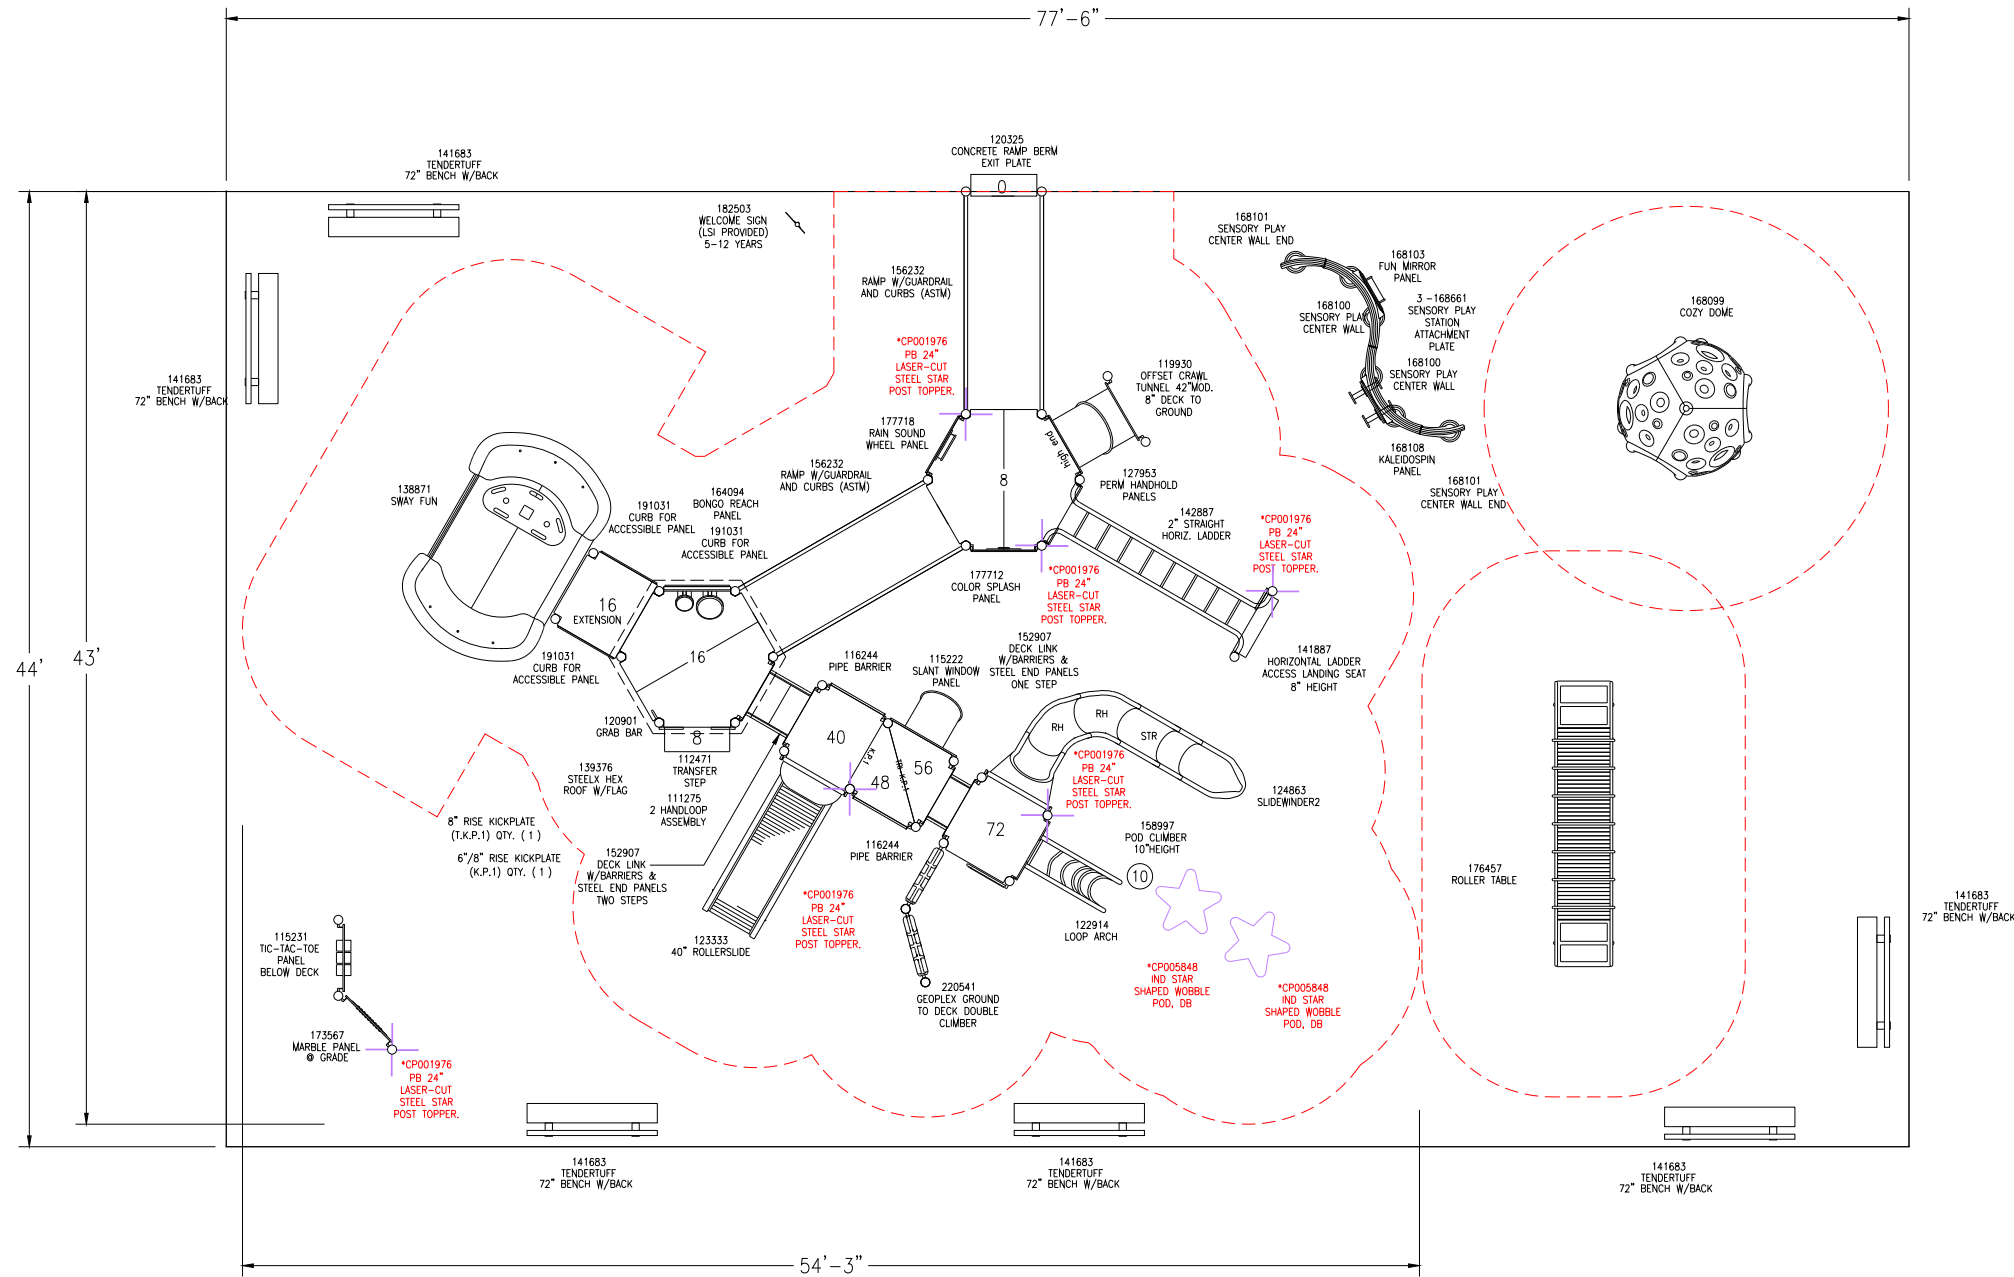 77'-6"
120325
CONCRETE RAMP BERM
EXIT PLATE
0
141683
TENDERTUFF
72" BENCH W/BACK
182503
WELCOME SIGN
(LSI PROVIDED)
5-12 YEARS
168101
SENSORY PLAY
CENTER WALL END
168103
FUN MIRROR
PANEL
156232
RAMP W/GUARDRAIL
AND CURBS (ASTM)
168100
SENSORY PLAY
CENTER WALL
3 -168661
SENSORY PLAY
STATION
ATTACHMENT
PLATE
168099
COZY DOME
*CP001976
PB 24"
LASER-CUT
STEEL STAR
POST TOPPER.
119930
OFFSET CRAWL
TUNNEL 42"MOD.
8" DECK TO
GROUND
168100
SENSORY PLAY
CENTER WALL
141683
TENDERTUFF
72" BENCH W/BACK
177718
RAIN SOUND
WHEEL PANEL
high end
168108
KALEIDOSPIN
PANEL
156232
RAMP W/GUARDRAIL
AND CURBS (ASTM)
8
127953
PERM HANDHOLD
PANELS
168101
SENSORY PLAY
CENTER WALL END
138871
SWAY FUN
164094
BONGO REACH
PANEL
191031
CURB FOR
ACCESSIBLE PANEL
191031
CURB FOR
ACCESSIBLE PANEL
142887
2" STRAIGHT
HORIZ. LADDER
*CP001976
PB 24"
LASER-CUT
STEEL STAR
POST TOPPER.
177712
COLOR SPLASH
PANEL
*CP001976
PB 24"
LASER-CUT
STEEL STAR
POST TOPPER.
16
EXTENSION
44'
43'
16
191031
CURB FOR
ACCESSIBLE PANEL
116244
PIPE BARRIER
115222
SLANT WINDOW
PANEL
152907
DECK LINK
W/BARRIERS &
STEEL END PANELS
ONE STEP
141887
HORIZONTAL LADDER
ACCESS LANDING SEAT
8" HEIGHT
120901
GRAB BAR
8
40
K.P.1
48
TR K.P.1
56
RH
RH
STR
112471
TRANSFER
STEP
139376
STEELX HEX
ROOF W/FLAG
111275
2 HANDLOOP
ASSEMBLY
*CP001976
PB 24"
LASER-CUT
STEEL STAR
POST TOPPER.
124863
SLIDEWINDER2
8" RISE KICKPLATE
(T.K.P.1) QTY. ( 1 )
6"/8" RISE KICKPLATE
(K.P.1) QTY. ( 1 )
72
158997
POD CLIMBER
10"HEIGHT
10
116244
PIPE BARRIER
152907
DECK LINK
W/BARRIERS &
STEEL END PANELS
TWO STEPS
176457
ROLLER TABLE
*CP001976
PB 24"
LASER-CUT
STEEL STAR
POST TOPPER.
141683
TENDERTUFF
72" BENCH W/BACK
122914
LOOP ARCH
123333
40" ROLLERSLIDE
115231
TIC-TAC-TOE
PANEL
BELOW DECK
*CP005848
IND STAR
SHAPED WOBBLE
POD, DB
*CP005848
IND STAR
SHAPED WOBBLE
POD, DB
220541
GEOPLEX GROUND
TO DECK DOUBLE
CLIMBER
173567
MARBLE PANEL
@ GRADE
*CP001976
PB 24"
LASER-CUT
STEEL STAR
POST TOPPER.
141683
TENDERTUFF
72" BENCH W/BACK
141683
TENDERTUFF
72" BENCH W/BACK
141683
TENDERTUFF
72" BENCH W/BACK
54'-3"